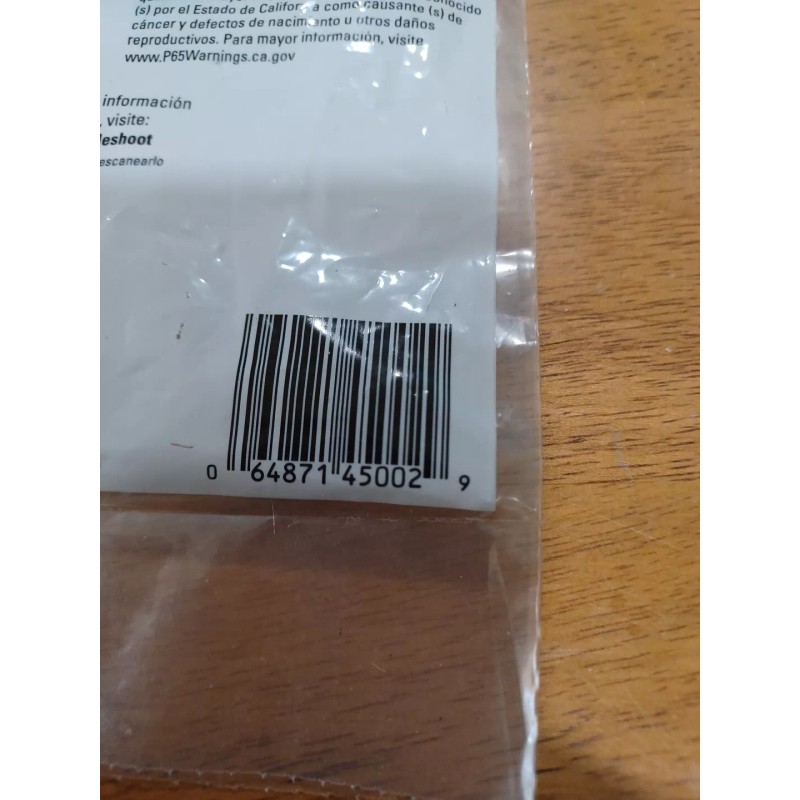 (s) por el Estado de California como causante (s) de
cáncer y defectos de nacimiento u otros daños
reproductivos. Para mayor información, visite
www.P65Warnings.ca.gov
información
, visite:
leshoot
escanearlo
0 64871 45002 9